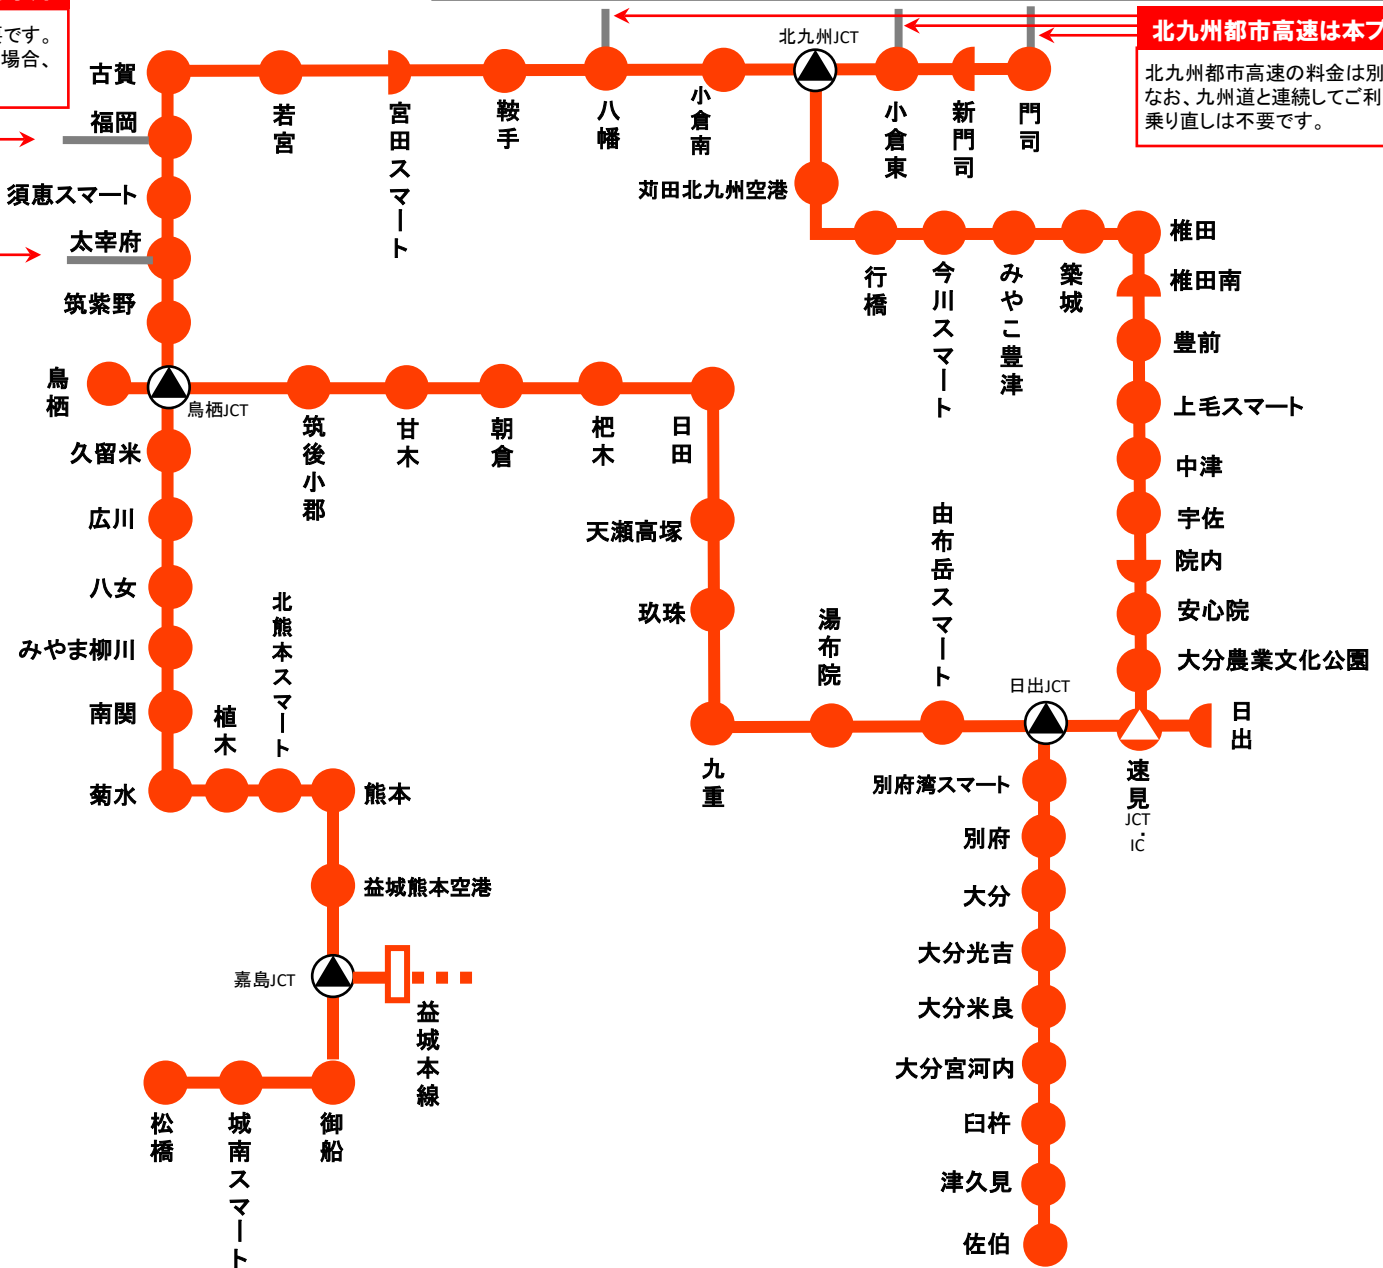 要です。
場合、
北九州都市高速は本プ
北九州都市高速の料金は別
なお、九州道と連続してご利
乗り直しは不要です。
北九州JCT
古賀
若宮
宮田スマート
鞍手
八幡
小倉南
小倉東
新門司
門司
福岡
須恵スマート
太宰府
筑紫野
苅田北九州空港
行橋
今川スマート
みやこ豊津
築城
椎田
椎田南
豊前
上毛スマート
中津
宇佐
院内
安心院
大分農業文化公園
鳥栖
鳥栖JCT
筑後小郡
甘木
朝倉
杷木
日田
天瀬高塚
玖珠
九重
湯布院
由布岳スマート
日出JCT
速見
JCT
・
IC
日出
久留米
広川
八女
みやま柳川
南関
菊水
植木
北熊本スマート
熊本
益城熊本空港
嘉島JCT
益城本線
御船
城南スマート
松橋
別府湾スマート
別府
大分
大分光吉
大分米良
大分宮河内
臼杵
津久見
佐伯